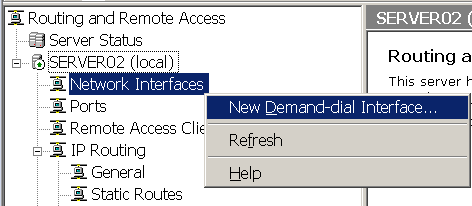 Routing and Remote Access
Server Status
SERVER02 (local)
Network Interfaces
Ports
Remote Access Clie
IP Routing
General
Static Routes
New Demand-dial Interface...
Refresh
Help
SERVER02 (
Routing a
This server h